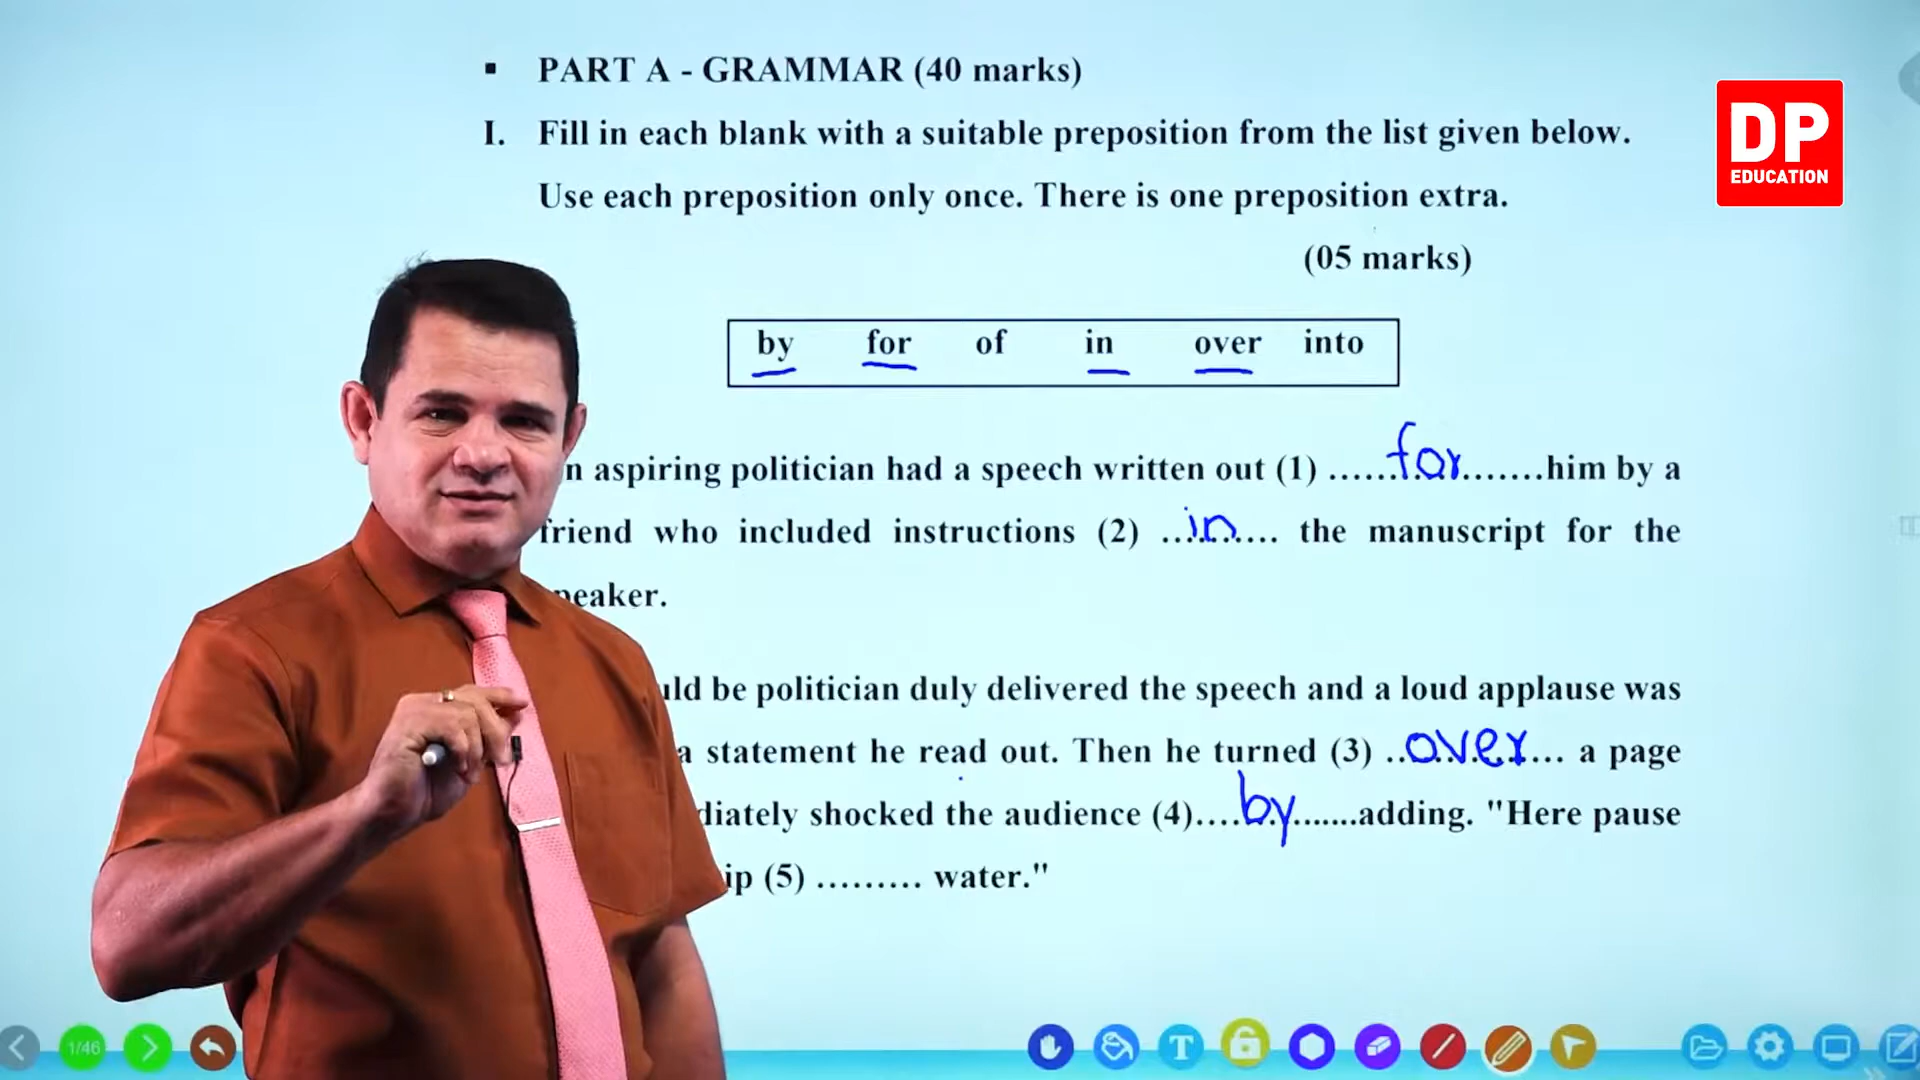 PART A - GRAMMAR (40 marks)
I. Fill in each blank with a suitable preposition from the list given below.
Use each preposition only once. There is one preposition extra.
(05 marks)
DP
EDUCATION
by for of in over into
aspiring politician had a speech written out (1) ......for.......him by a
friend who included instructions (2) ...in.... the manuscript for the
be politician duly delivered the speech and a loud applause was
a statement he read out. Then he turned (3) ..over... a page
shocked the audience (4)....by.......adding. "Here pause
(5) ......... water."
1/46
T